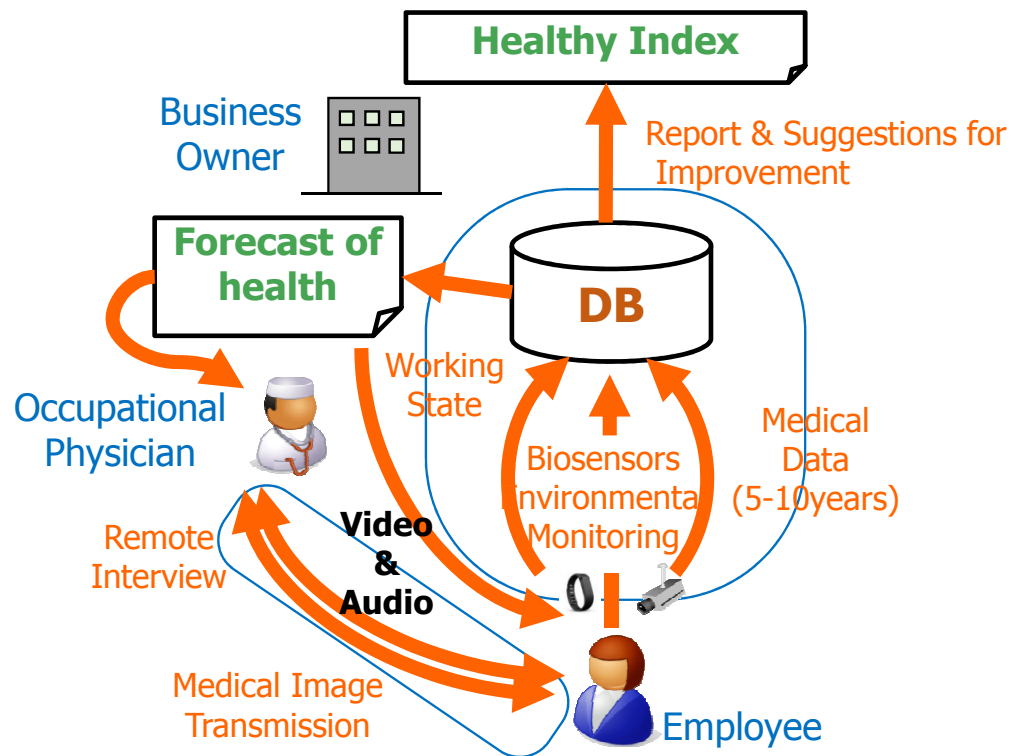 Healthy Index
Business
Owner
Report & Suggestions for
Improvement
Forecast of
health
DB
Working
State
Occupational
Physician
Medical
Data
(5-10years)
Biosensors
Environmenta
Monitoring
Remote
Interview
Video
&
Audio
Medical Image
Transmission
Employee